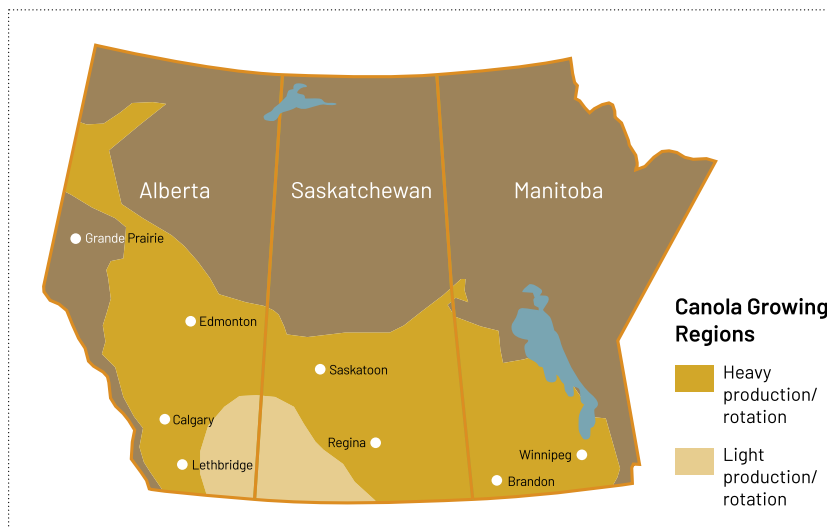 Alberta
Saskatchewan
Manitoba
Grande Prairie
Edmonton
Saskatoon
Calgary
Regina
Lethbridge
Winnipeg
Brandon
Canola Growing
Regions
Heavy
production/
rotation
Light
production/
rotation